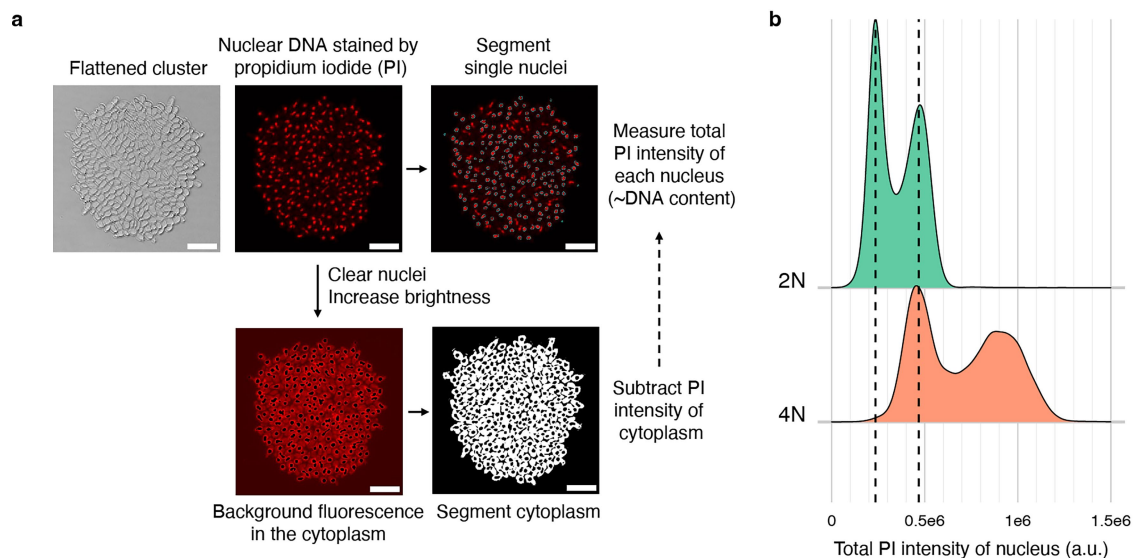 a
Flattened cluster
Nuclear DNA stained by
propidium iodide (PI)
Segment
single nuclei
Measure total
PI intensity of
each nucleus
(~DNA content)
Clear nuclei
Increase brightness
Subtract PI
intensity of
cytoplasm
Background fluorescence
in the cytoplasm
Segment cytoplasm
b
2N
4N
0
0.5e6
1e6
1.5e6
Total PI intensity of nucleus (a.u.)